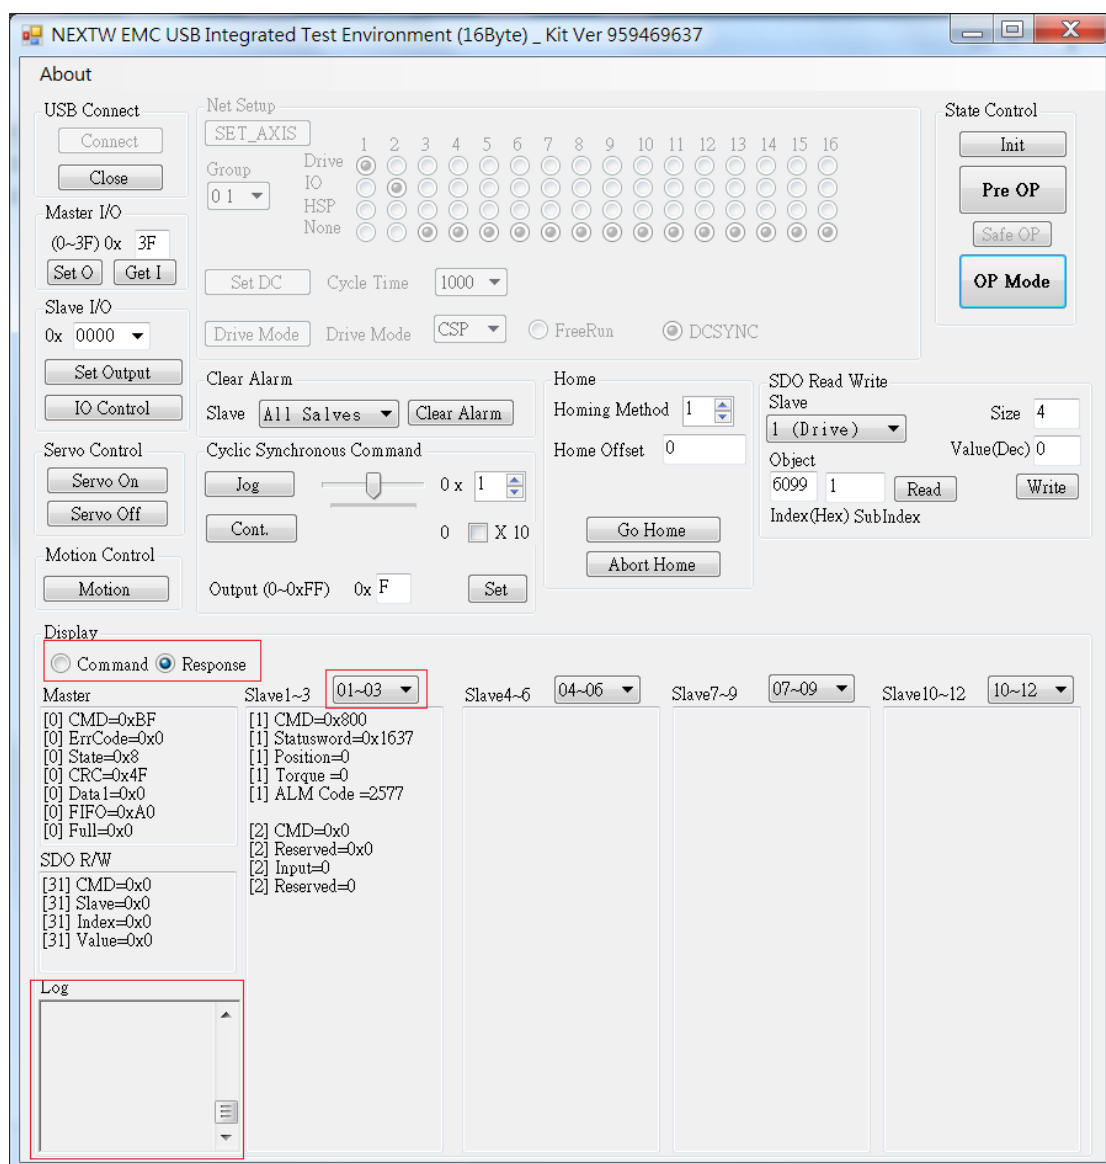 NEXTW EMC USB Integrated Test Environment (16Byte) _ Kit Ver 959469637
About
USB Connect
Connect
Close
Master I/O
(0~3F) 0x 3F
Set O Get I
Slave I/O
0x 0000
Set Output
IO Control
Servo Control
Servo On
Servo Off
Motion Control
Motion
Net Setup
SET_AXIS
1 2 3 4 5 6 7 8 9 10 11 12 13 14 15 16
Group
0 1
Drive
IO
HSP
None
Set DC Cycle Time 1000
Drive Mode Drive Mode CSP FreeRun DCSYNC
State Control
Init
Pre OP
Safe OP
OP Mode
Clear Alarm
Slave All Salves Clear Alarm
Cyclic Synchronous Command
Jog 0 x 1
Cont. 0 X 10
Output (0~0xFF) 0x F Set
Home
Homing Method 1
Home Offset 0
Go Home
Abort Home
SDO Read Write
Slave
1 (Drive)
Size 4
Value(Dec) 0
Object
6099 1 Read Write
Index(Hex) SubIndex
Display
Command Response
Master
[0] CMD=0xBF
[0] ErrCode=0x0
[0] State=0x8
[0] CRC=0x4F
[0] Data1=0x0
[0] FIFO=0xA0
[0] Full=0x0
SDO R/W
[31] CMD=0x0
[31] Slave=0x0
[31] Index=0x0
[31] Value=0x0
Log
Slave1~3 01~03
[1] CMD=0x800
[1] Statusword=0x1637
[1] Position=0
[1] Torque =0
[1] ALM Code =2577
[2] CMD=0x0
[2] Reserved=0x0
[2] Input=0
[2] Reserved=0
Slave4~6 04~06
Slave7~9 07~09
Slave10~12 10~12